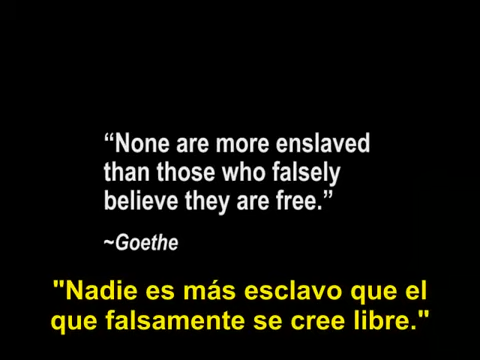 “None are more enslaved
than those who falsely
believe they are free.”
~Goethe
"Nadie es más esclavo que el
que falsamente se cree libre."